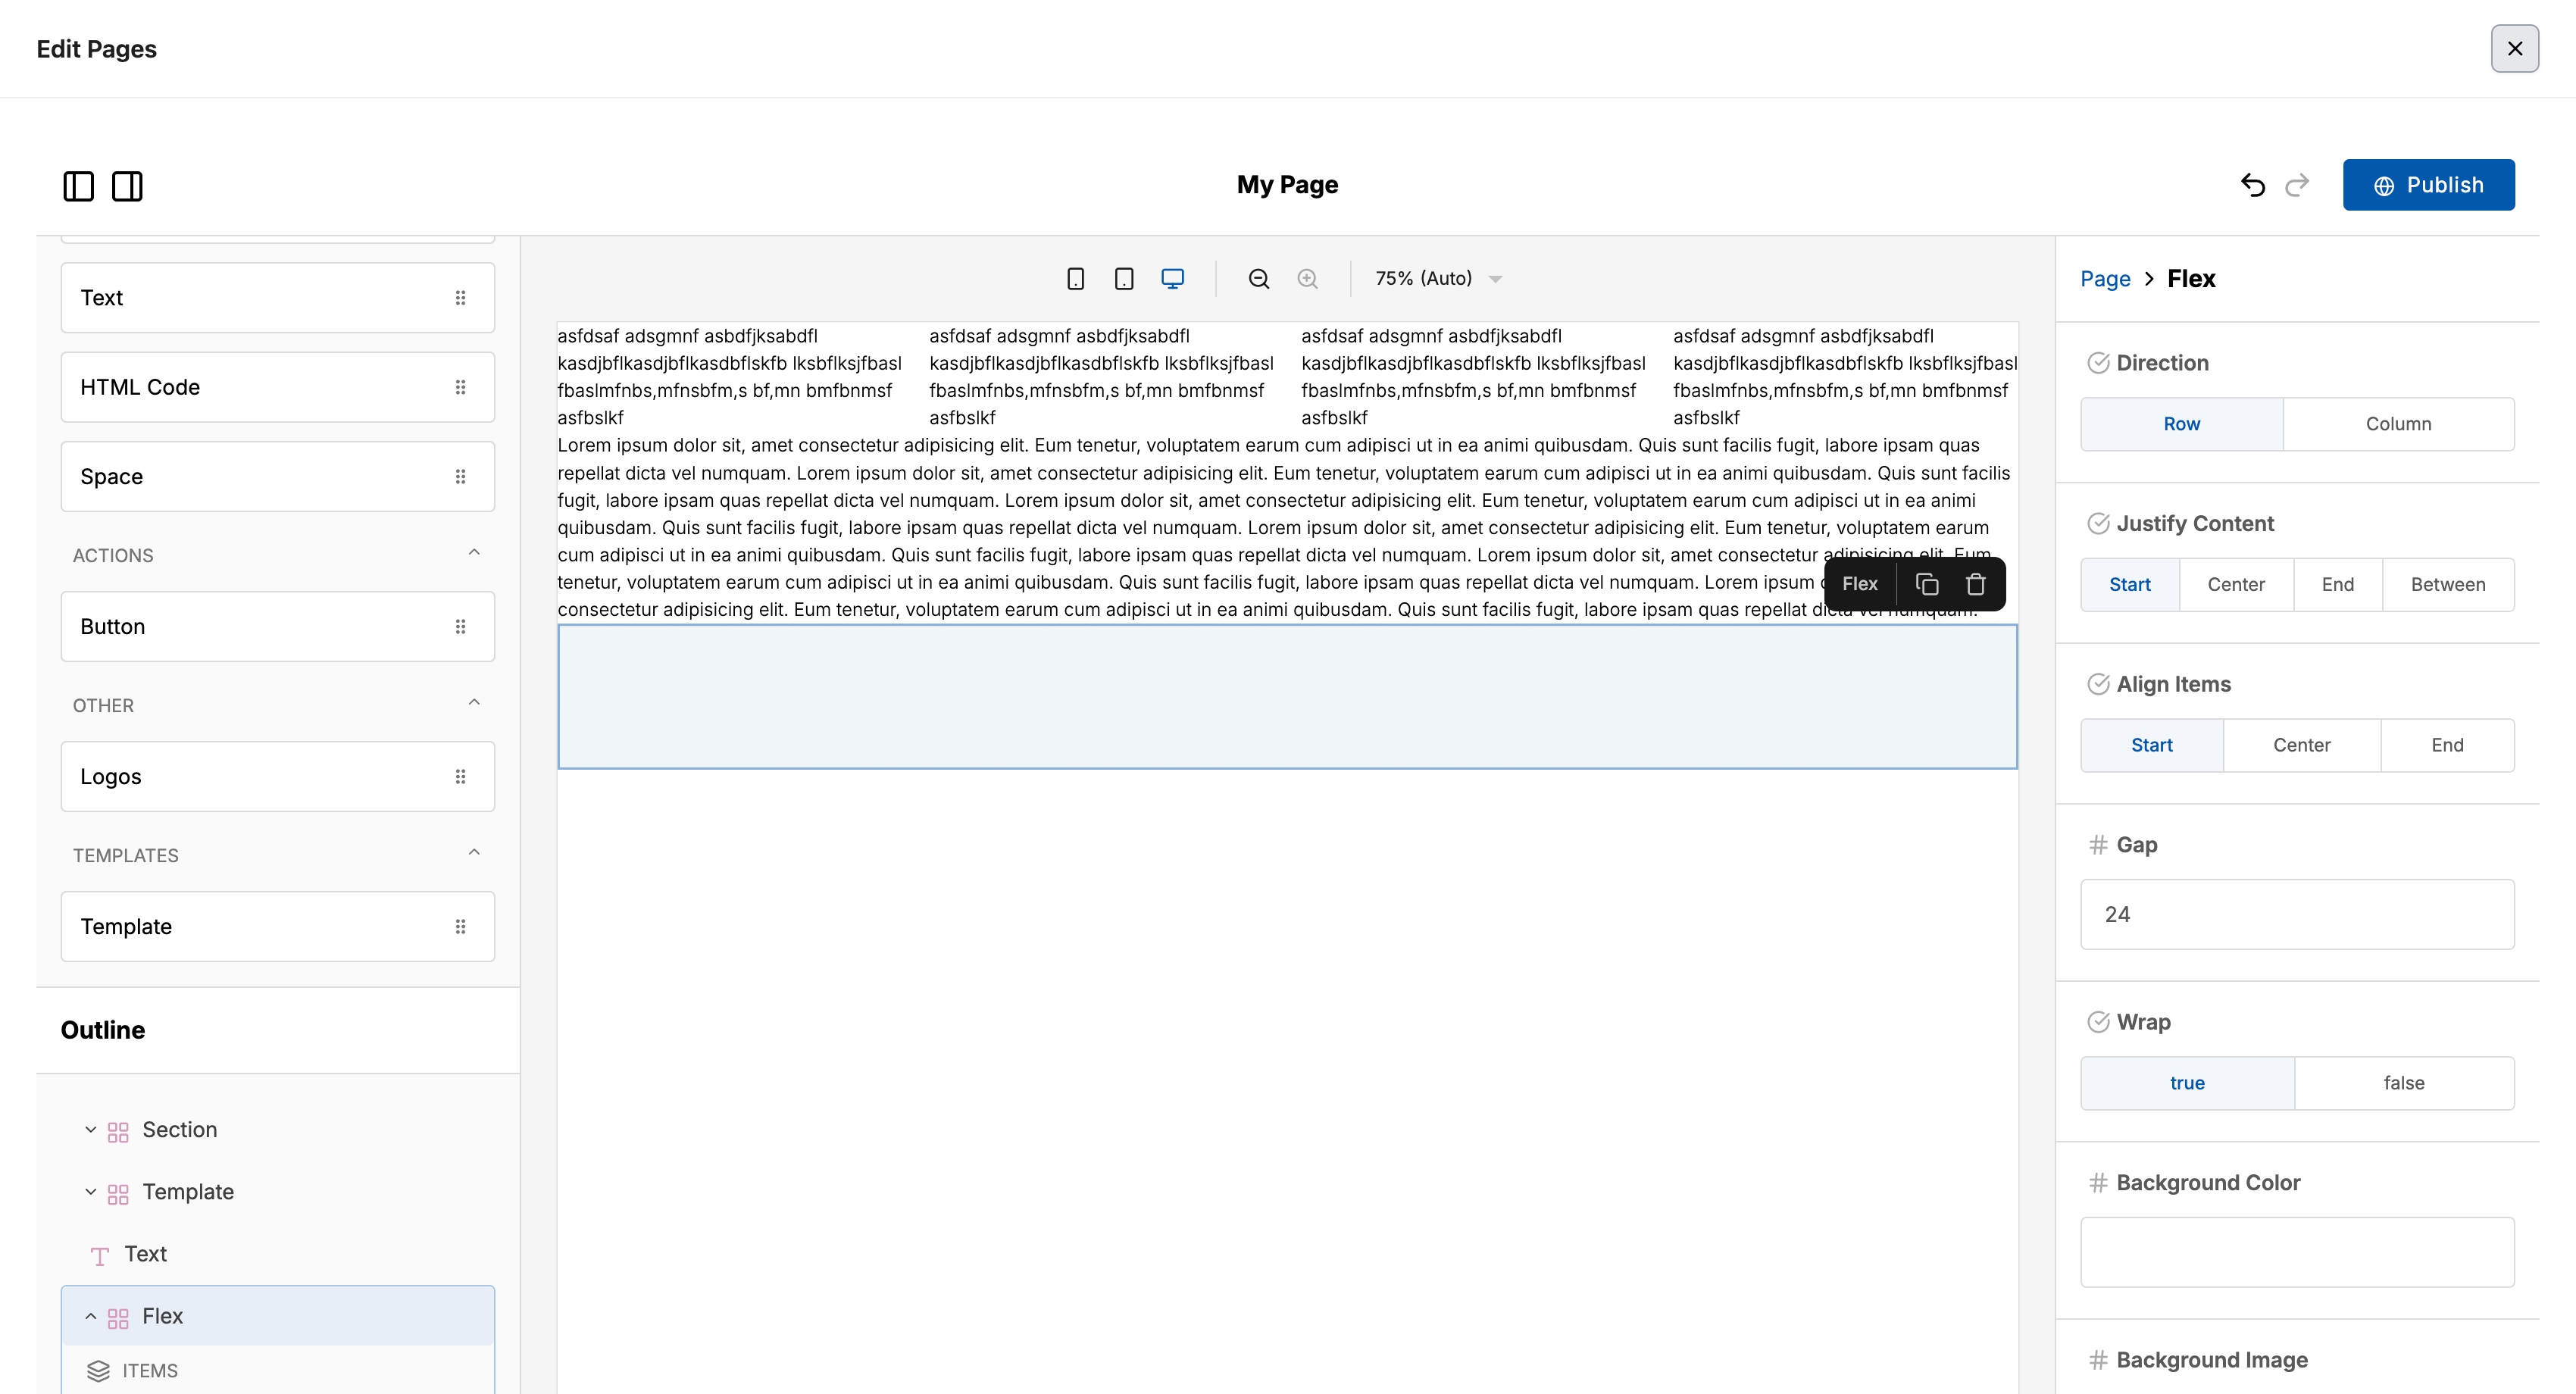 Edit Pages
My Page
Publish
Text
HTML Code
Space
ACTIONS
Button
OTHER
Logos
TEMPLATES
Template
Outline
Section
Template
Text
Flex
ITEMS
75% (Auto)
asfdsaf adsgmnf asbdfjksabdfl
kasdjbflkasdjbflkasdbflskfb lksbflksjfbasl
fbaslmfnbs,mfnsbfm,s bf,mn bmfbnmsf
asfbslkf
asfdsaf adsgmnf asbdfjksabdfl
kasdjbflkasdjbflkasdbflskfb lksbflksjfbasl
fbaslmfnbs,mfnsbfm,s bf,mn bmfbnmsf
asfbslkf
asfdsaf adsgmnf asbdfjksabdfl
kasdjbflkasdjbflkasdbflskfb lksbflksjfbasl
fbaslmfnbs,mfnsbfm,s bf,mn bmfbnmsf
asfbslkf
asfdsaf adsgmnf asbdfjksabdfl
kasdjbflkasdjbflkasdbflskfb lksbflksjfbasl
fbaslmfnbs,mfnsbfm,s bf,mn bmfbnmsf
asfbslkf
Lorem ipsum dolor sit, amet consectetur adipisicing elit. Eum tenetur, voluptatem earum cum adipisci ut in ea animi quibusdam. Quis sunt facilis fugit, labore ipsam quas
repellat dicta vel numquam. Lorem ipsum dolor sit, amet consectetur adipisicing elit. Eum tenetur, voluptatem earum cum adipisci ut in ea animi quibusdam. Quis sunt facilis
fugit, labore ipsam quas repellat dicta vel numquam. Lorem ipsum dolor sit, amet consectetur adipisicing elit. Eum tenetur, voluptatem earum cum adipisci ut in ea animi
quibusdam. Quis sunt facilis fugit, labore ipsam quas repellat dicta vel numquam. Lorem ipsum dolor sit, amet consectetur adipisicing elit. Eum tenetur, voluptatem earum
cum adipisci ut in ea animi quibusdam. Quis sunt facilis fugit, labore ipsam quas repellat dicta vel numquam. Lorem ipsum dolor sit, amet consectetur adipisicing elit. Eum
tenetur, voluptatem earum cum adipisci ut in ea animi quibusdam. Quis sunt facilis fugit, labore ipsam quas repellat dicta vel numquam. Lorem ipsum
consectetur adipisicing elit. Eum tenetur, voluptatem earum cum adipisci ut in ea animi quibusdam. Quis sunt facilis fugit, labore ipsam quas repellat dicta vel numquam.
Flex
Page > Flex
Direction
Row Column
Justify Content
Start Center End Between
Align Items
Start Center End
# Gap
24
Wrap
true false
# Background Color
# Background Image